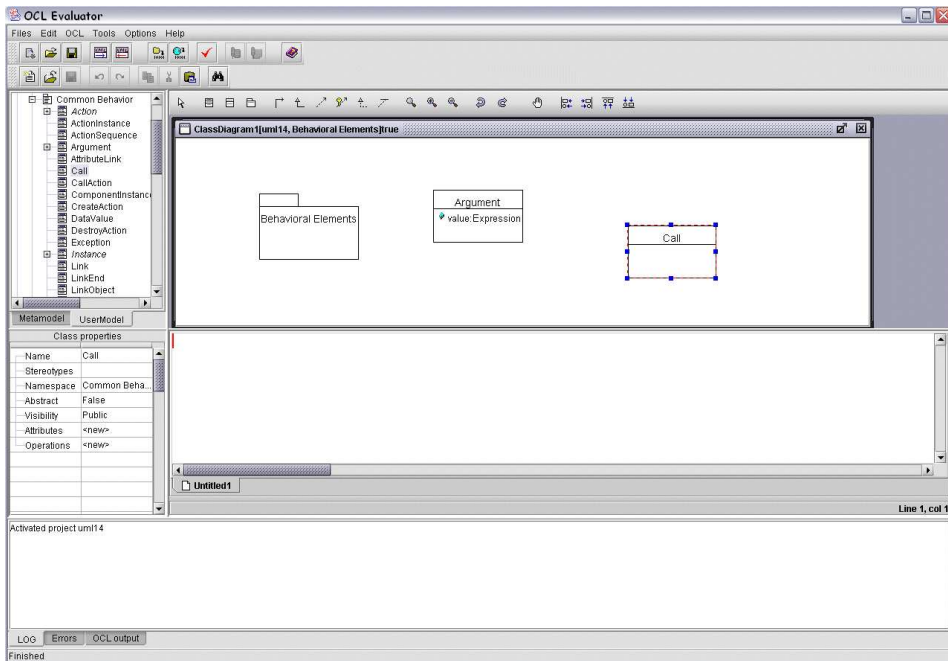 OCL Evaluator
Files Edit OCL Tools Options Help
Common Behavior
Action
ActionInstance
ActionSequence
Argument
AttributeLink
Call
CallAction
ComponentInstance
CreateAction
DataValue
DestroyAction
Exception
Instance
Link
LinkEnd
LinkObject
Metamodel UserModel
ClassDiagram1[uml14, Behavioral Elements]true
Behavioral Elements
Argument
value:Expression
Call
Class properties
Name Call
Stereotypes
Namespace Common Beha...
Abstract False
Visibility Public
Attributes <new>
Operations <new>
Untitled1
Line 1, col 1
Activated project uml14
LOG Errors OCL output
Finished